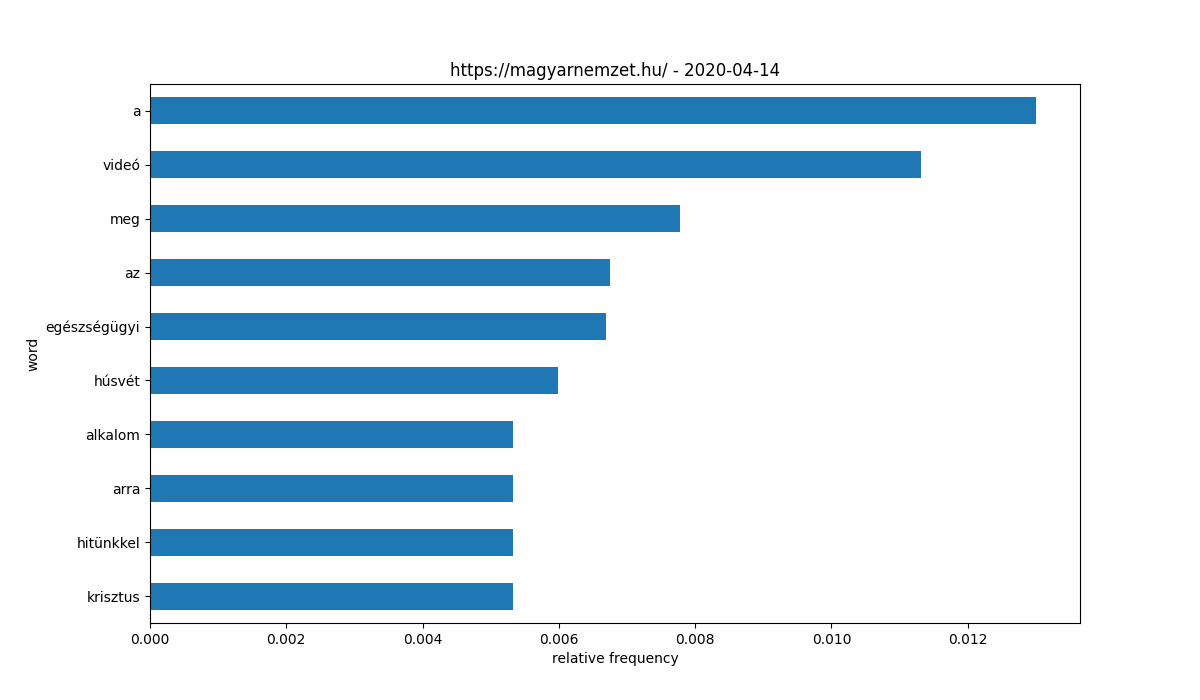 https://magyarnemzet.hu/ - 2020-04-14
a
videó
meg
az
egészségügyi
húsvét
alkalom
arra
hitünkkel
krisztus
word
0.000 0.002 0.004 0.006 0.008 0.010 0.012
relative frequency